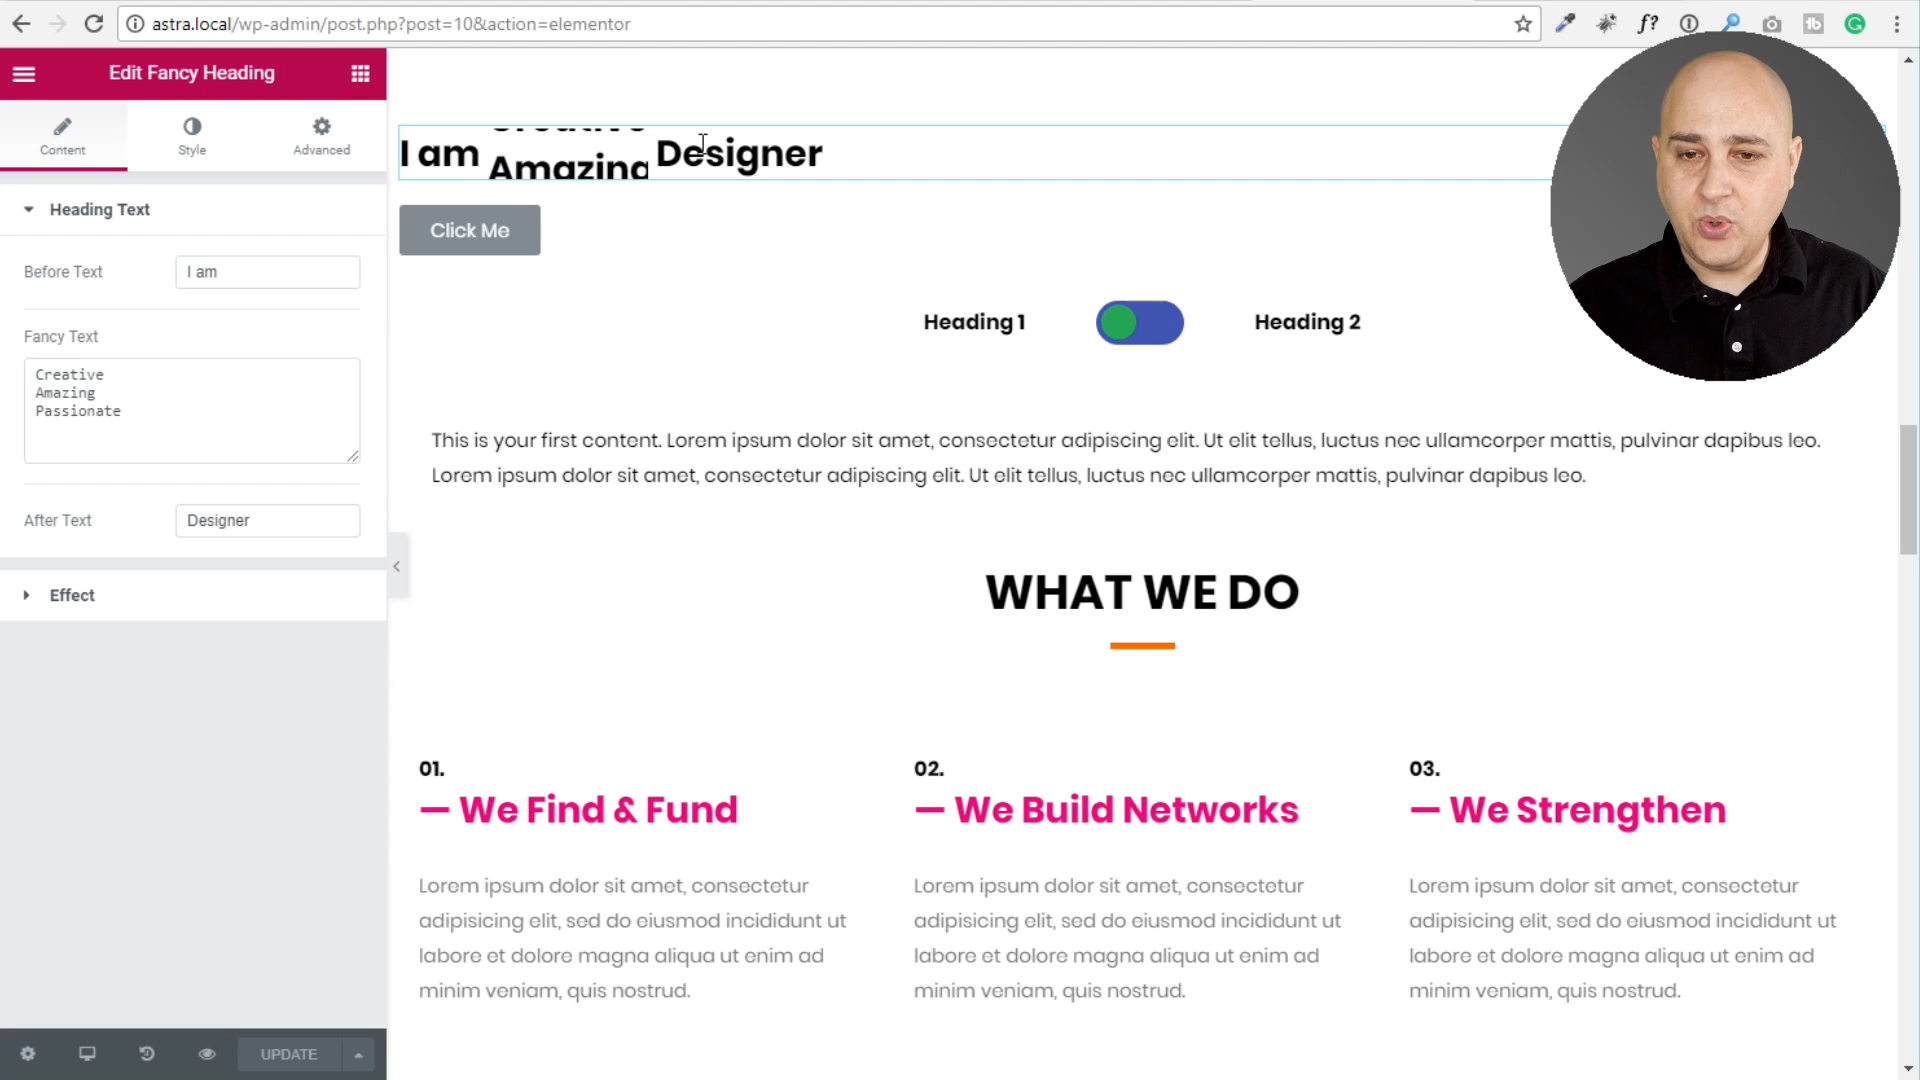 astra.local/wp-admin/post.php?post=10&action=elementor
Edit Fancy Heading
Content
Style
Advanced
Heading Text
Before Text
I am
Fancy Text
Creative
Amazing
Passionate
After Text
Designer
Effect
UPDATE
I am Creative Amazing Designer
Click Me
Heading 1
Heading 2
This is your first content. Lorem ipsum dolor sit amet, consectetur adipiscing elit. Ut elit tellus, luctus nec ullamcorper mattis, pulvinar dapibus leo.
Lorem ipsum dolor sit amet, consectetur adipiscing elit. Ut elit tellus, luctus nec ullamcorper mattis, pulvinar dapibus leo.
WHAT WE DO
01.
— We Find & Fund
Lorem ipsum dolor sit amet, consectetur
adipisicing elit, sed do eiusmod incididunt ut
labore et dolore magna aliqua ut enim ad
minim veniam, quis nostrud.
02.
— We Build Networks
Lorem ipsum dolor sit amet, consectetur
adipisicing elit, sed do eiusmod incididunt ut
labore et dolore magna aliqua ut enim ad
minim veniam, quis nostrud.
03.
— We Strengthen
Lorem ipsum dolor sit amet, consectetur
adipisicing elit, sed do eiusmod incididunt ut
labore et dolore magna aliqua ut enim ad
minim veniam, quis nostrud.